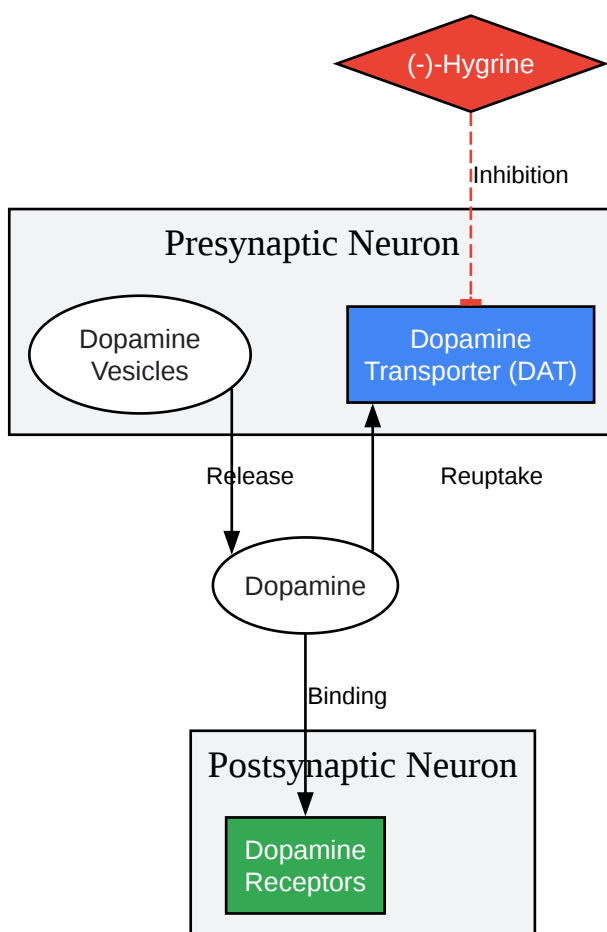 (-)-Hygrine
Inhibition
Presynaptic Neuron
Dopamine
Vesicles
Dopamine
Transporter (DAT)
Release
Reuptake
Dopamine
Binding
Postsynaptic Neuron
Dopamine
Receptors